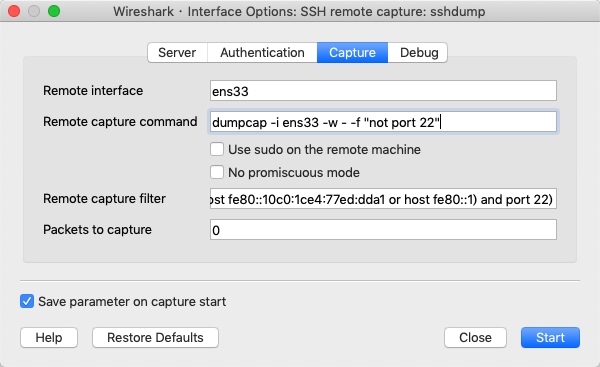 Wireshark · Interface Options: SSH remote capture: sshdump
Server Authentication Capture Debug
Remote interface ens33
Remote capture command dumpcap -i ens33 -w - -f "not port 22"
Use sudo on the remote machine
No promiscuous mode
Remote capture filter ost fe80::10c0:1ce4:77ed:dda1 or host fe80::1) and port 22)
Packets to capture 0
Save parameter on capture start
Help Restore Defaults Close Start